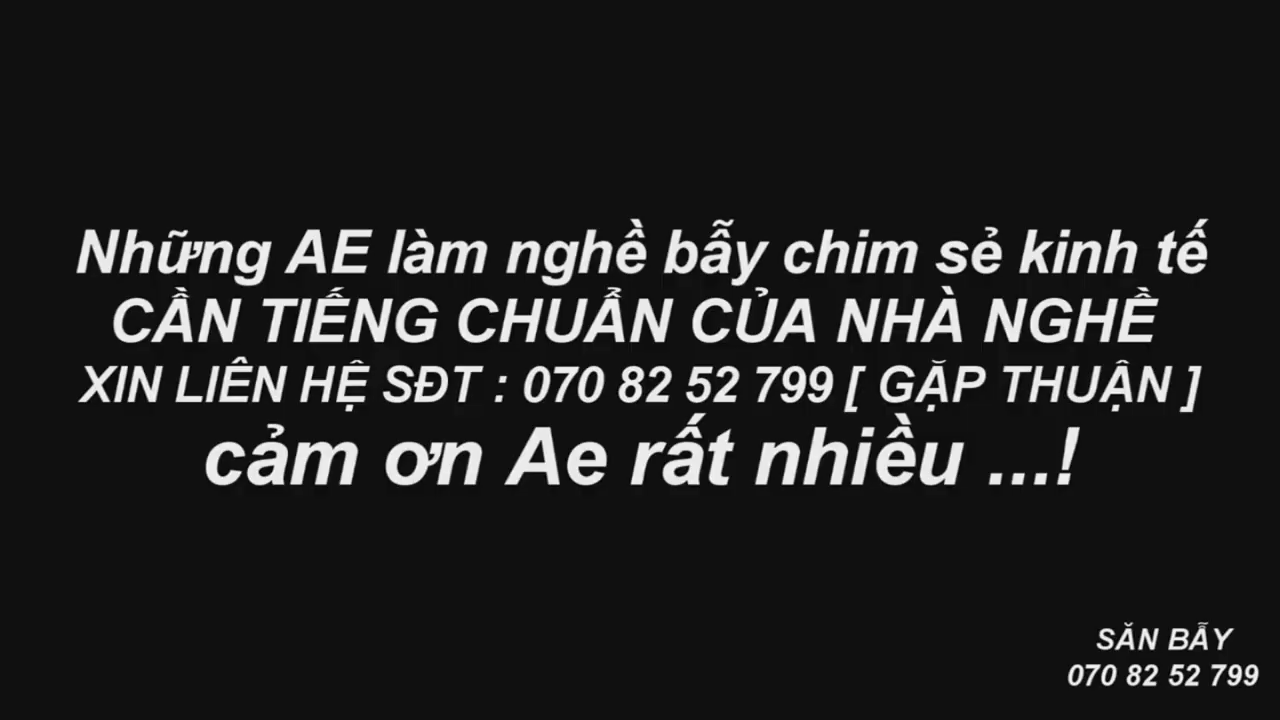 Những AE làm nghề bẫy chim sẻ kinh tế
CẦN TIẾNG CHUẨN CỦA NHÀ NGHỀ
XIN LIÊN HỆ SĐT : 070 82 52 799 [ GẶP THUẬN ]
cảm ơn Ae rất nhiều ...!
SĂN BẪY
070 82 52 799